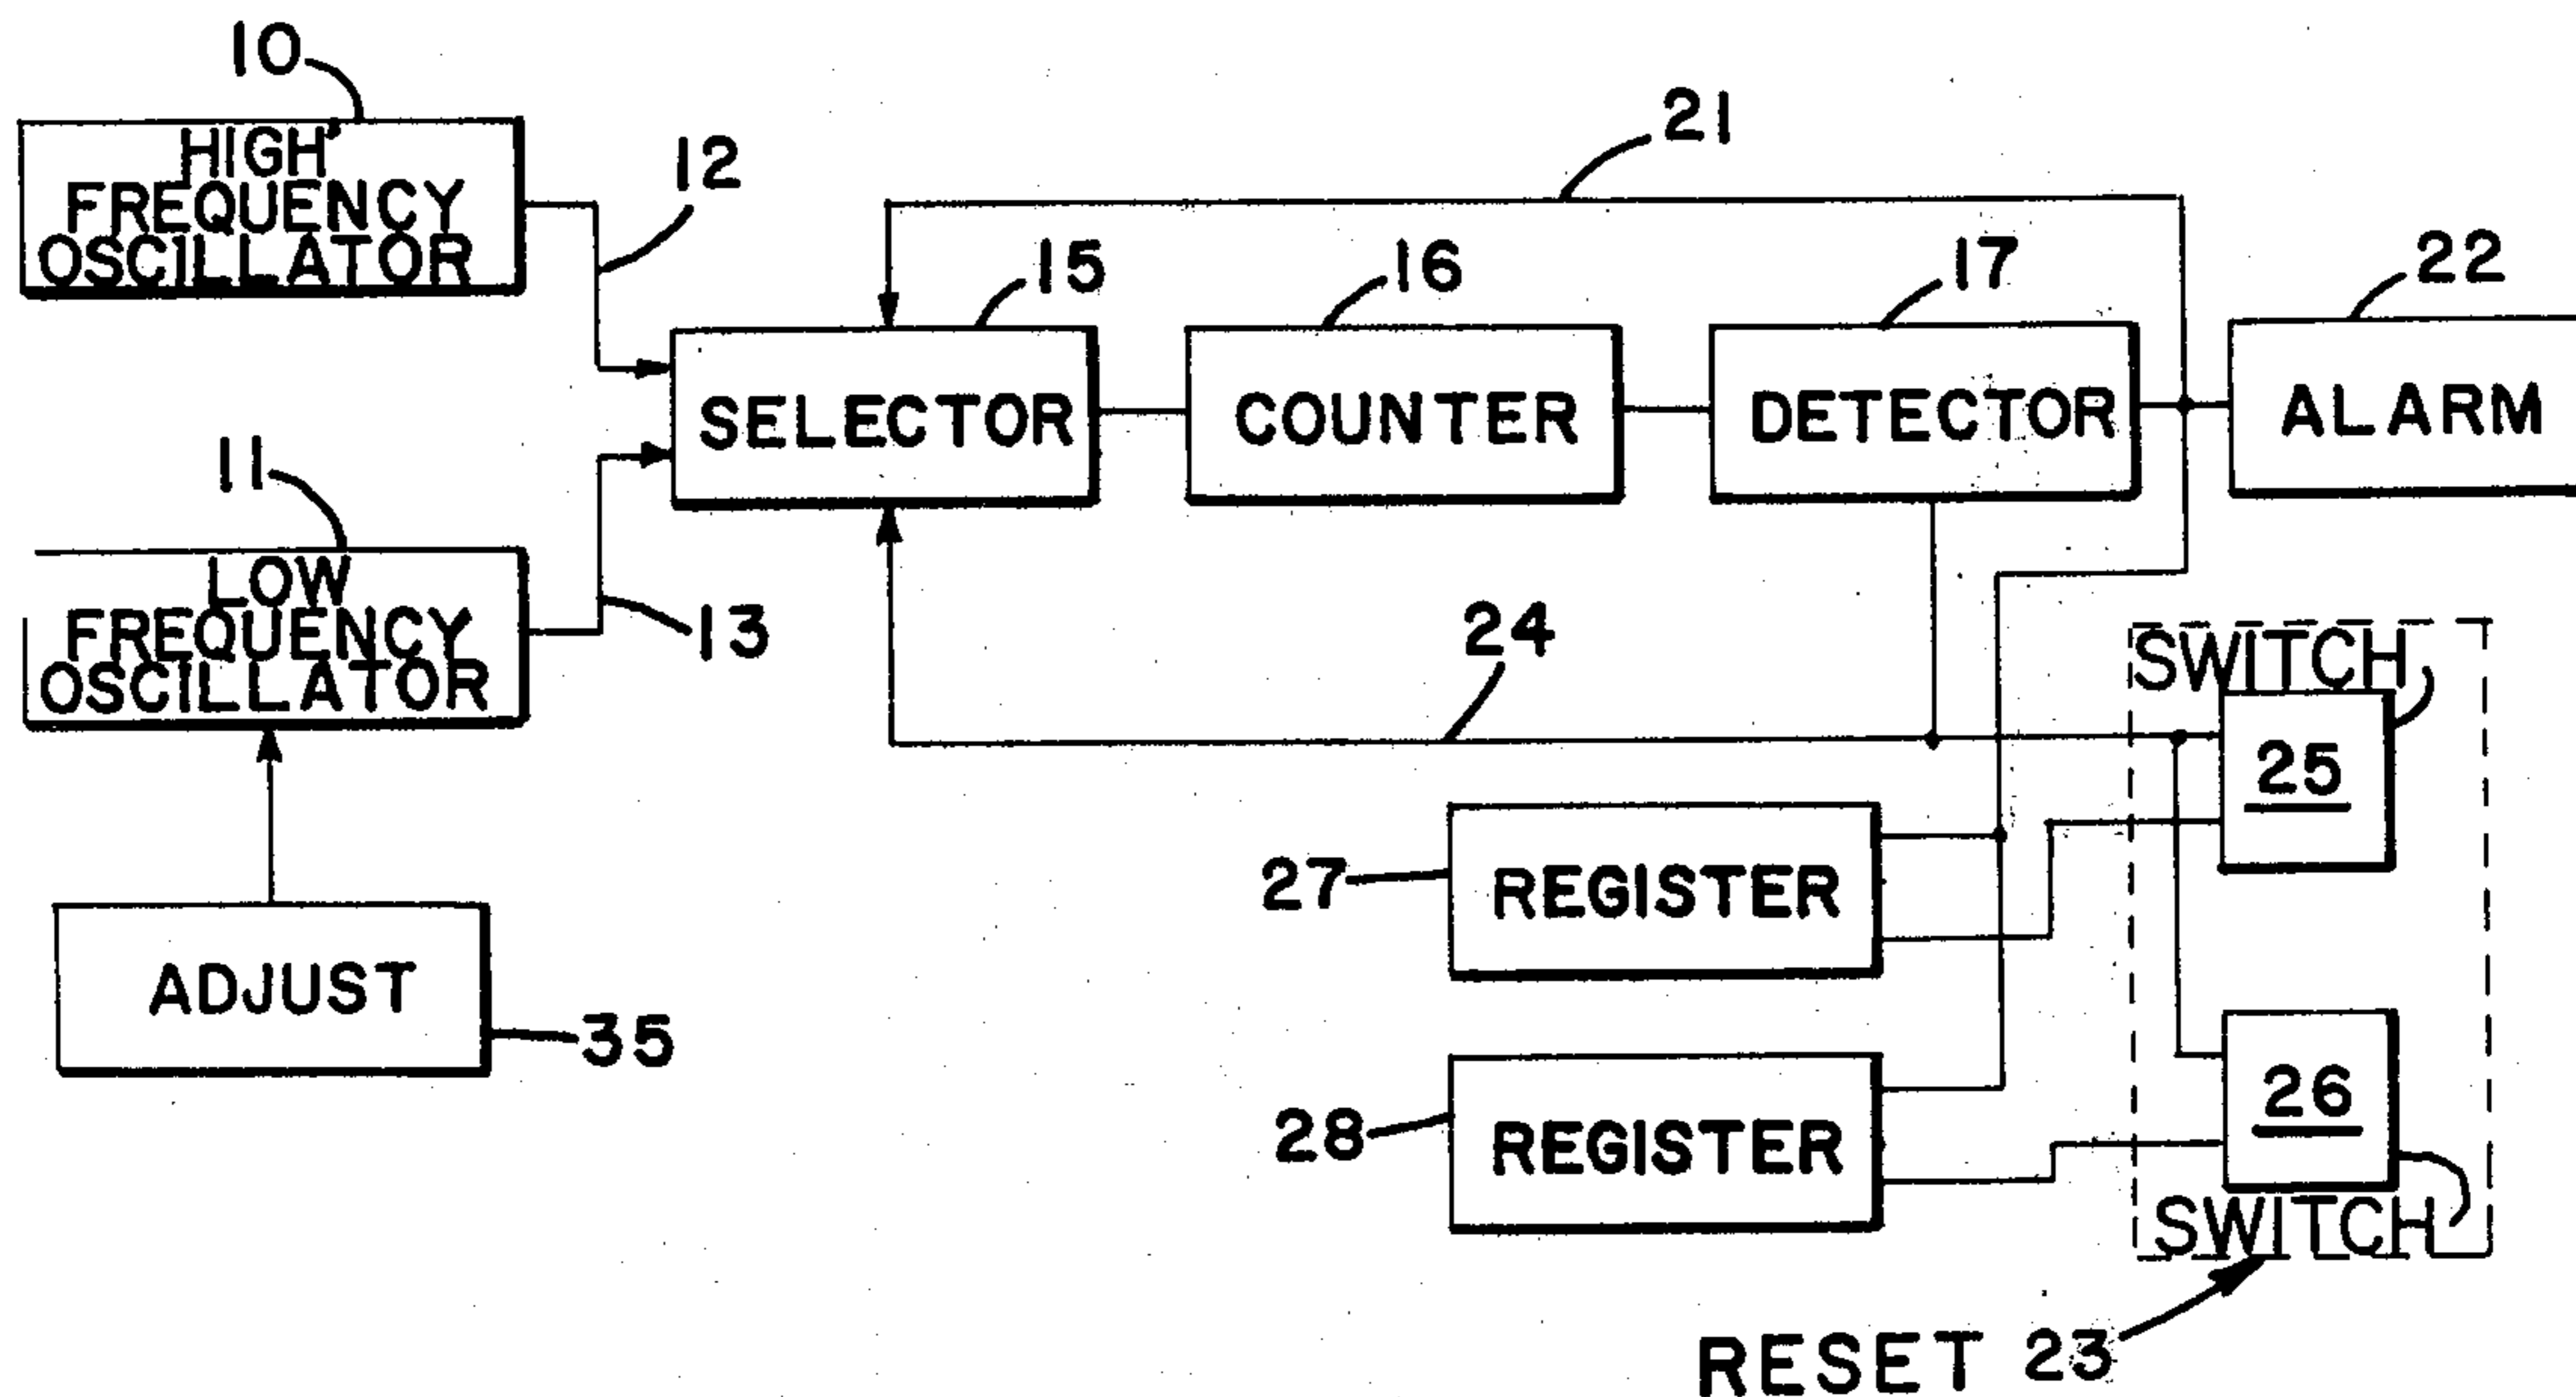 10
HIGH
FREQUENCY
OSCILLATOR
12
21
15
16
17
22
SELECTOR
COUNTER
DETECTOR
ALARM
11
LOW
FREQUENCY
OSCILLATOR
13
24
SWITCH
25
27
REGISTER
ADJUST
35
26
28
REGISTER
SWITCH
RESET 23